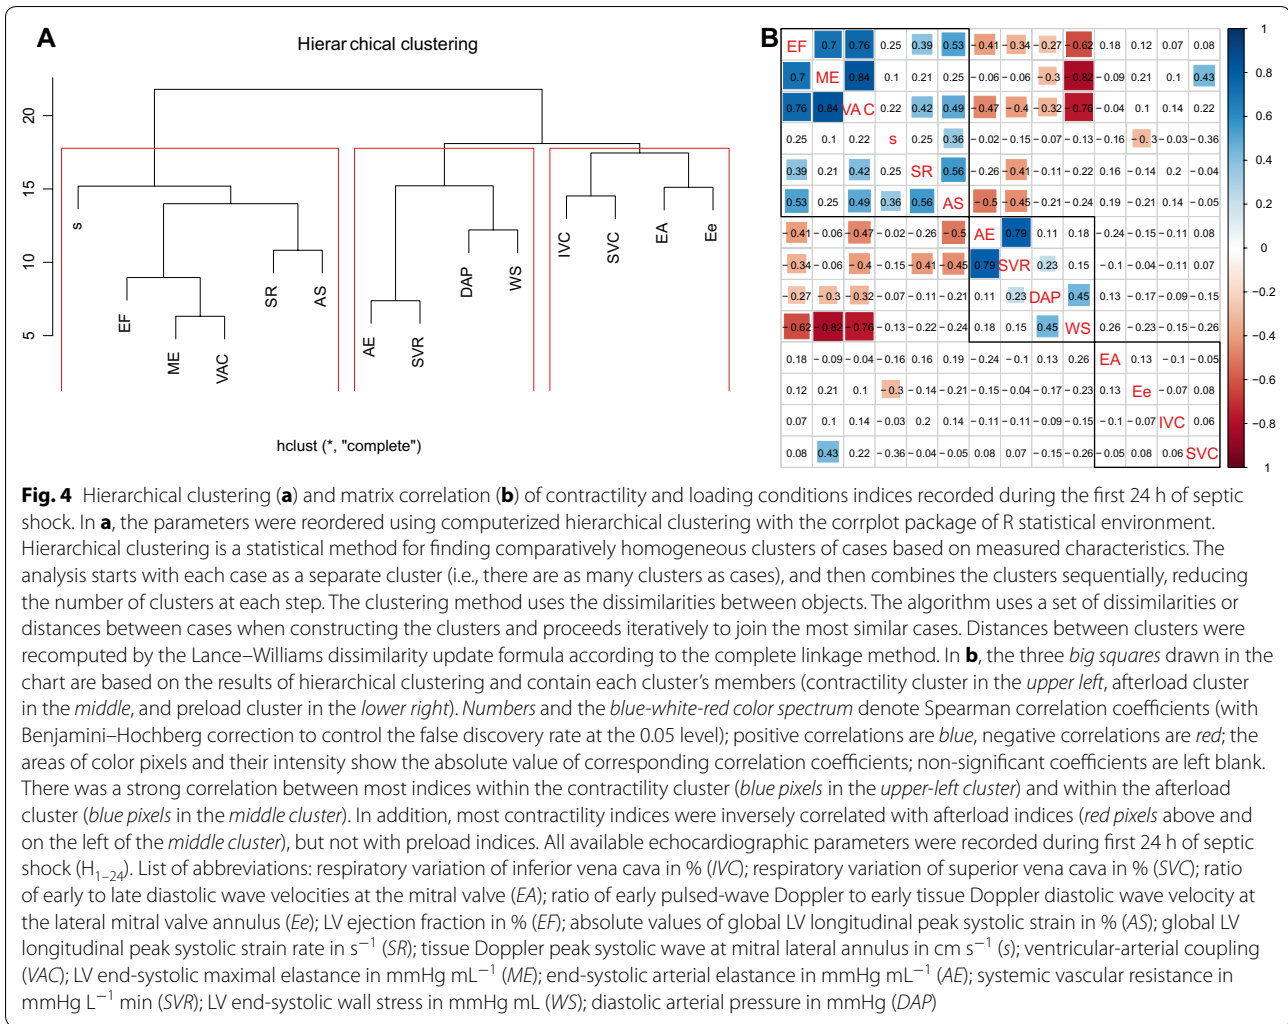 A
Hierarchical clustering
20
15
10
5
s
EF
ME
VAC
SR
AS
AE
SVR
DAP
WS
IVC
SVC
EA
Ee
hclust (*, "complete")
B
EF 0.7 0.76 0.25 0.39 0.53 −0.41 −0.34 −0.27 −0.62 0.18 0.12 0.07 0.08
0.7 ME 0.84 0.1 0.21 0.25 −0.06 −0.06 −0.3 −0.82 −0.09 0.21 0.1 0.43
0.76 0.84 VAC 0.22 0.42 0.49 −0.47 −0.4 −0.32 −0.76 −0.04 0.1 0.14 0.22
0.25 0.1 0.22 s 0.25 0.36 −0.02 −0.15 −0.07 −0.13 −0.16 −0.3 −0.03 −0.36
0.39 0.21 0.42 0.25 SR 0.56 −0.26 −0.41 −0.11 −0.22 0.16 −0.14 0.2 −0.04
0.53 0.25 0.49 0.36 0.56 AS −0.5 −0.45 −0.21 −0.24 0.19 −0.21 0.14 −0.05
−0.41 −0.06 −0.47 −0.02 −0.26 −0.5 AE 0.79 0.11 0.18 −0.24 −0.15 −0.11 0.08
−0.34 −0.06 −0.4 −0.15 −0.41 −0.45 0.79 SVR 0.23 0.15 −0.1 −0.04 −0.11 0.07
−0.27 −0.3 −0.32 −0.07 −0.11 −0.21 0.11 0.23 DAP 0.45 0.13 −0.17 −0.09 −0.15
−0.62 −0.82 −0.76 −0.13 −0.22 −0.24 0.18 0.15 0.45 WS 0.26 −0.23 −0.15 −0.26
0.18 −0.09 −0.04 −0.16 0.16 0.19 −0.24 −0.1 0.13 0.26 EA 0.13 −0.1 −0.05
0.12 0.21 0.1 −0.3 −0.14 −0.21 −0.15 −0.04 −0.17 −0.23 0.13 Ee −0.07 0.08
0.07 0.1 0.14 −0.03 0.2 0.14 −0.11 −0.11 −0.09 −0.15 −0.1 −0.07 IVC 0.06
0.08 0.43 0.22 −0.36 −0.04 −0.05 0.08 0.07 −0.15 −0.26 −0.05 0.08 0.06 SVC
1
0.8
0.6
0.4
0.2
0
−0.2
−0.4
−0.6
−0.8
1
Fig. 4 Hierarchical clustering (a) and matrix correlation (b) of contractility and loading conditions indices recorded during the first 24 h of septic
shock. In a, the parameters were reordered using computerized hierarchical clustering with the corrplot package of R statistical environment.
Hierarchical clustering is a statistical method for finding comparatively homogeneous clusters of cases based on measured characteristics. The
analysis starts with each case as a separate cluster (i.e., there are as many clusters as cases), and then combines the clusters sequentially, reducing
the number of clusters at each step. The clustering method uses the dissimilarities between objects. The algorithm uses a set of dissimilarities or
distances between cases when constructing the clusters and proceeds iteratively to join the most similar cases. Distances between clusters were
recomputed by the Lance–Williams dissimilarity update formula according to the complete linkage method. In b, the three big squares drawn in the
chart are based on the results of hierarchical clustering and contain each cluster's members (contractility cluster in the upper left, afterload cluster
in the middle, and preload cluster in the lower right). Numbers and the blue-white-red color spectrum denote Spearman correlation coefficients (with
Benjamini–Hochberg correction to control the false discovery rate at the 0.05 level); positive correlations are blue, negative correlations are red; the
areas of color pixels and their intensity show the absolute value of corresponding correlation coefficients; non-significant coefficients are left blank.
There was a strong correlation between most indices within the contractility cluster (blue pixels in the upper-left cluster) and within the afterload
cluster (blue pixels in the middle cluster). In addition, most contractility indices were inversely correlated with afterload indices (red pixels above and
on the left of the middle cluster), but not with preload indices. All available echocardiographic parameters were recorded during first 24 h of septic
shock (H1–24). List of abbreviations: respiratory variation of inferior vena cava in % (IVC); respiratory variation of superior vena cava in % (SVC); ratio
of early to late diastolic wave velocities at the mitral valve (EA); ratio of early pulsed-wave Doppler to early tissue Doppler diastolic wave velocity at
the lateral mitral valve annulus (Ee); LV ejection fraction in % (EF); absolute values of global LV longitudinal peak systolic strain in % (AS); global LV
longitudinal peak systolic strain rate in s−1 (SR); tissue Doppler peak systolic wave at mitral lateral annulus in cm s−1 (s); ventricular-arterial coupling
(VAC); LV end-systolic maximal elastance in mmHg mL−1 (ME); end-systolic arterial elastance in mmHg mL−1 (AE); systemic vascular resistance in
mmHg L−1 min (SVR); LV end-systolic wall stress in mmHg mL (WS); diastolic arterial pressure in mmHg (DAP)